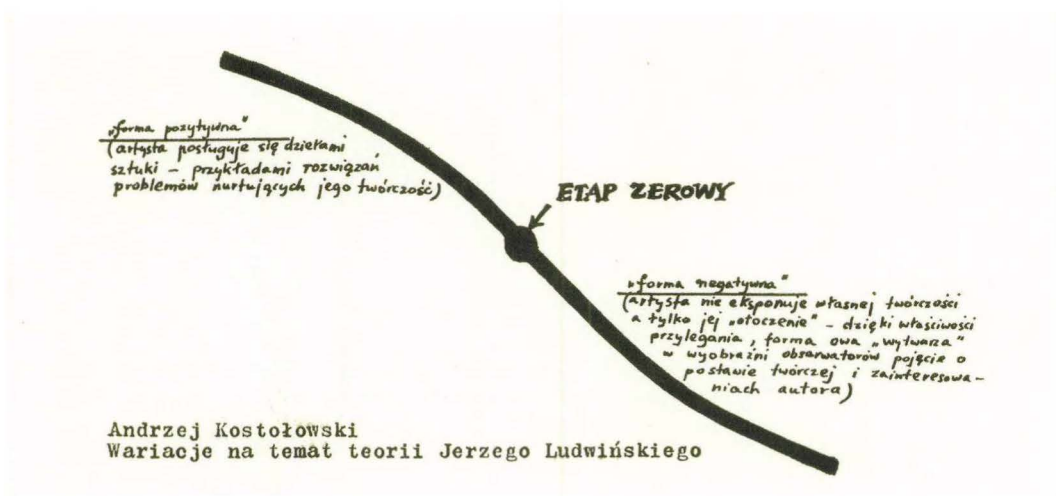 „forma pozytywna"
(artysta posługuje się dziełami
sztuki – przykładami rozwiązań
problemów nurtujących jego twórczość)
ETAP ZEROWY
„forma negatywna"
(artysta nie eksponuje własnej twórczości
a tylko jej „otoczenie" – dzięki właściwości
przylegania, forma owa „wytwarza"
w wyobraźni obserwatorów pojęcie o
postawie twórczej i zainteresowa–
niach autora)
Andrzej Kostołowski
Wariacje na temat teorii Jerzego Ludwińskiego